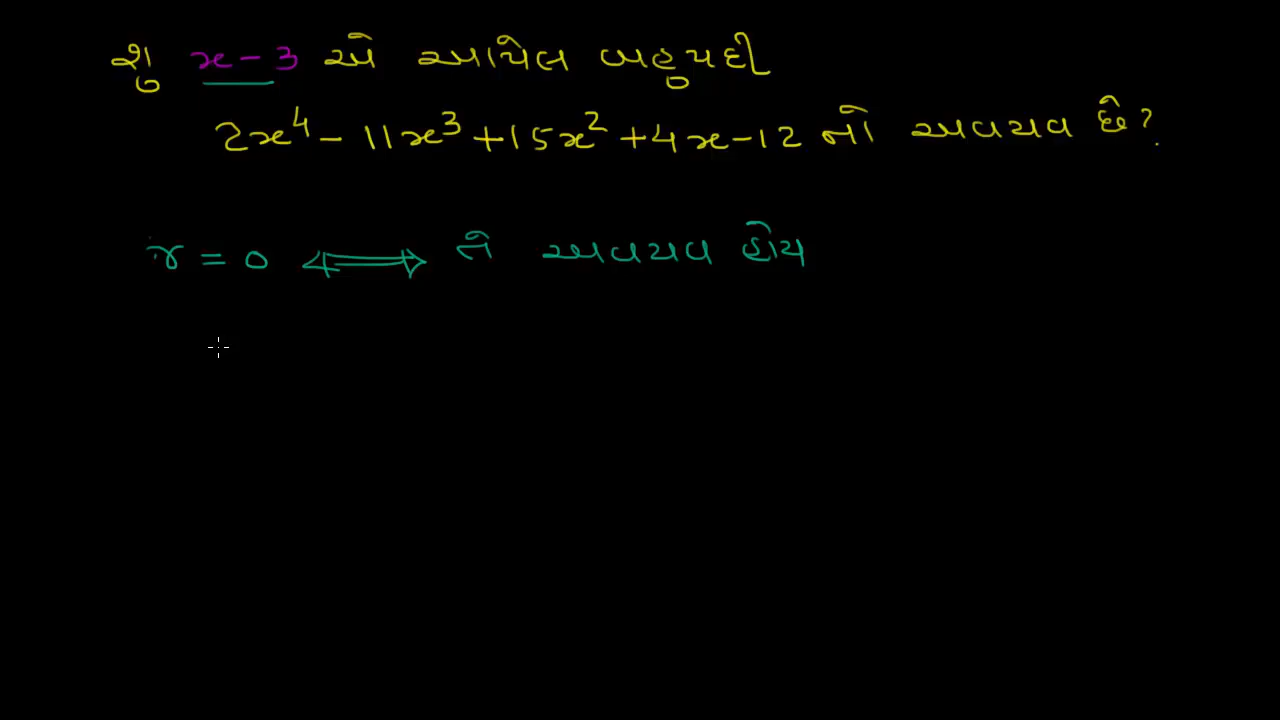 શુ x - 3 એ આપેલ બહુપદી
2x⁴ - 11x³ + 15x² + 4x - 12 નો અવયવ છે?
r = 0 ⟺ તે અવયવ હોય